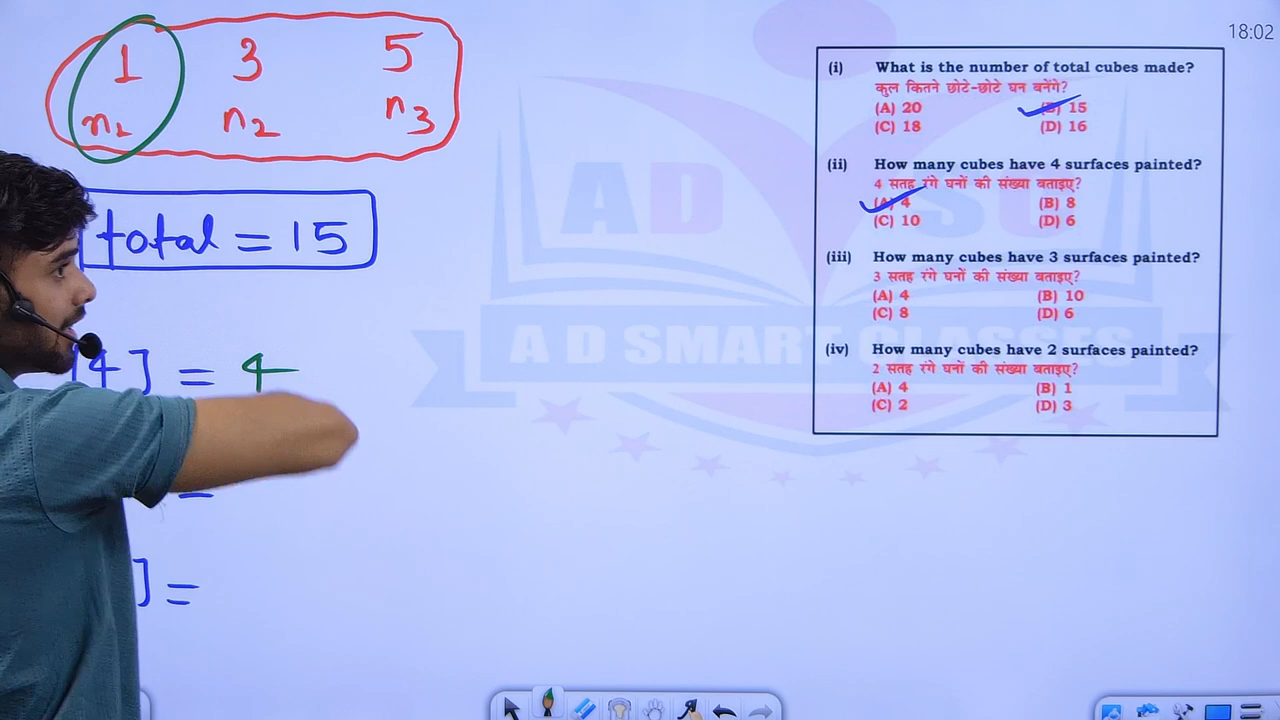 18:02
1 3 5
n₁ n₂ n₃
total = 15
[4] = 4
=
] =
(i) What is the number of total cubes made?
कुल कितने छोटे-छोटे घन बनेंगे?
(A) 20 (B) 15
(C) 18 (D) 16
(ii) How many cubes have 4 surfaces painted?
4 सतह रंगे घनों की संख्या बताइए?
(A) 4 (B) 8
(C) 10 (D) 6
(iii) How many cubes have 3 surfaces painted?
3 सतह रंगे घनों की संख्या बताइए?
(A) 4 (B) 10
(C) 8 (D) 6
(iv) How many cubes have 2 surfaces painted?
2 सतह रंगे घनों की संख्या बताइए?
(A) 4 (B) 1
(C) 2 (D) 3
AD SC
A D SMART CLASSES